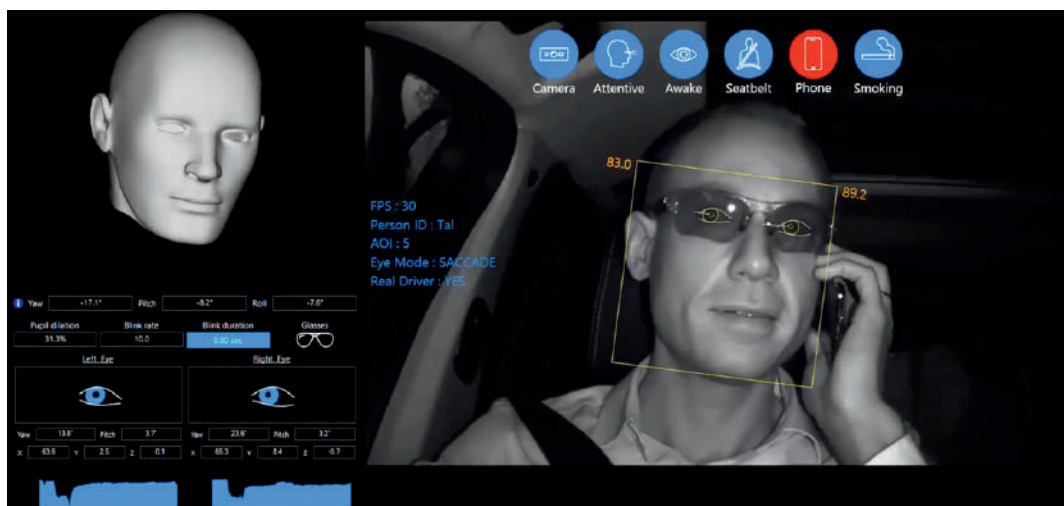 Camera Attentive Awake Seatbelt Phone Smoking
83.0
89.2
FPS : 30
Person ID : Tal
AOI : 5
Eye Mode : SACCADE
Real Driver : YES
Yaw -17.1° Pitch -8.2° Roll -7.6°
Pupil dilation Blink rate Blink duration Glasses
31.3% 10.0 0.00 sec
Left Eye Right Eye
Yaw 13.8° Pitch 3.7° Yaw 23.6° Pitch 3.2°
X 63.6 Y 2.5 Z 0.1 X 65.3 Y 8.4 Z -0.7